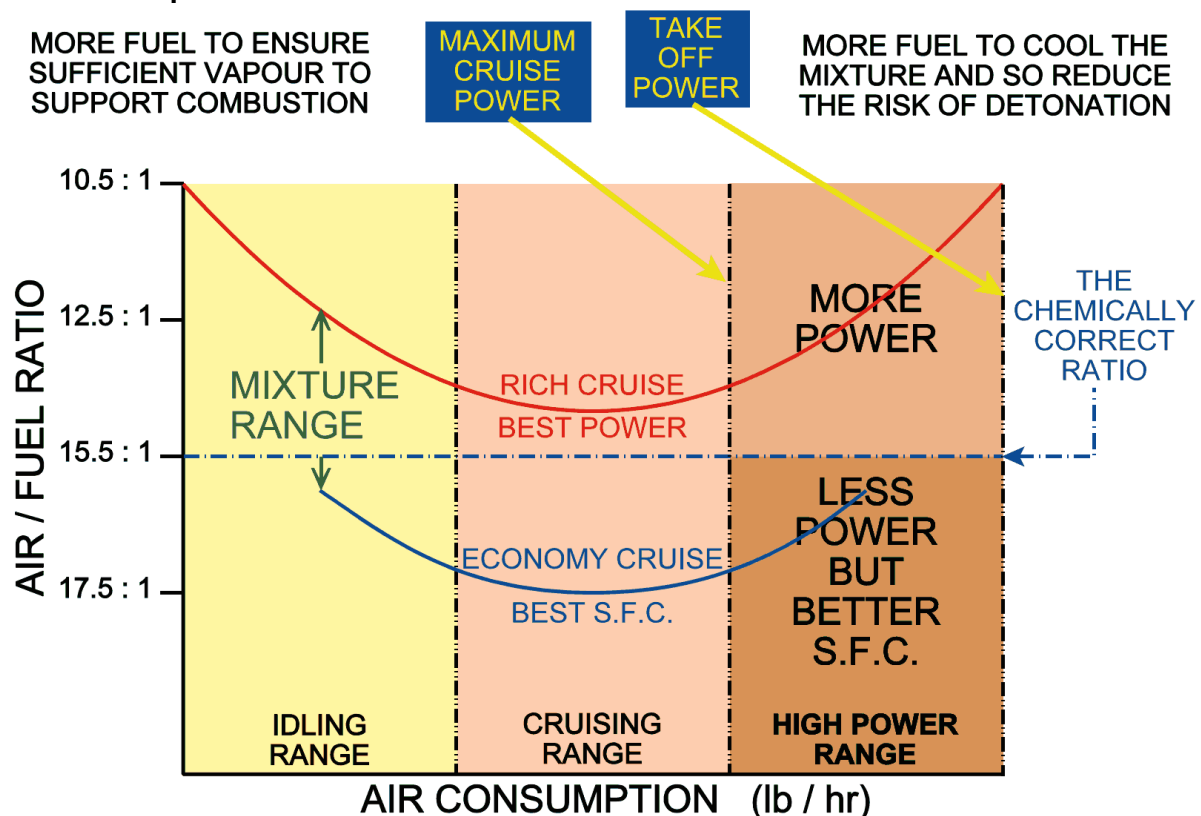 MORE FUEL TO ENSURE
SUFFICIENT VAPOUR TO
SUPPORT COMBUSTION
MAXIMUM
CRUISE
POWER
TAKE
OFF
POWER
MORE FUEL TO COOL THE
MIXTURE AND SO REDUCE
THE RISK OF DETONATION
AIR / FUEL RATIO
10.5 : 1
12.5 : 1
15.5 : 1
17.5 : 1
MIXTURE
RANGE
RICH CRUISE
BEST POWER
ECONOMY CRUISE
BEST S.F.C.
MORE
POWER
LESS
POWER
BUT
BETTER
S.F.C.
THE
CHEMICALLY
CORRECT
RATIO
IDLING
RANGE
CRUISING
RANGE
HIGH POWER
RANGE
AIR CONSUMPTION (lb / hr)